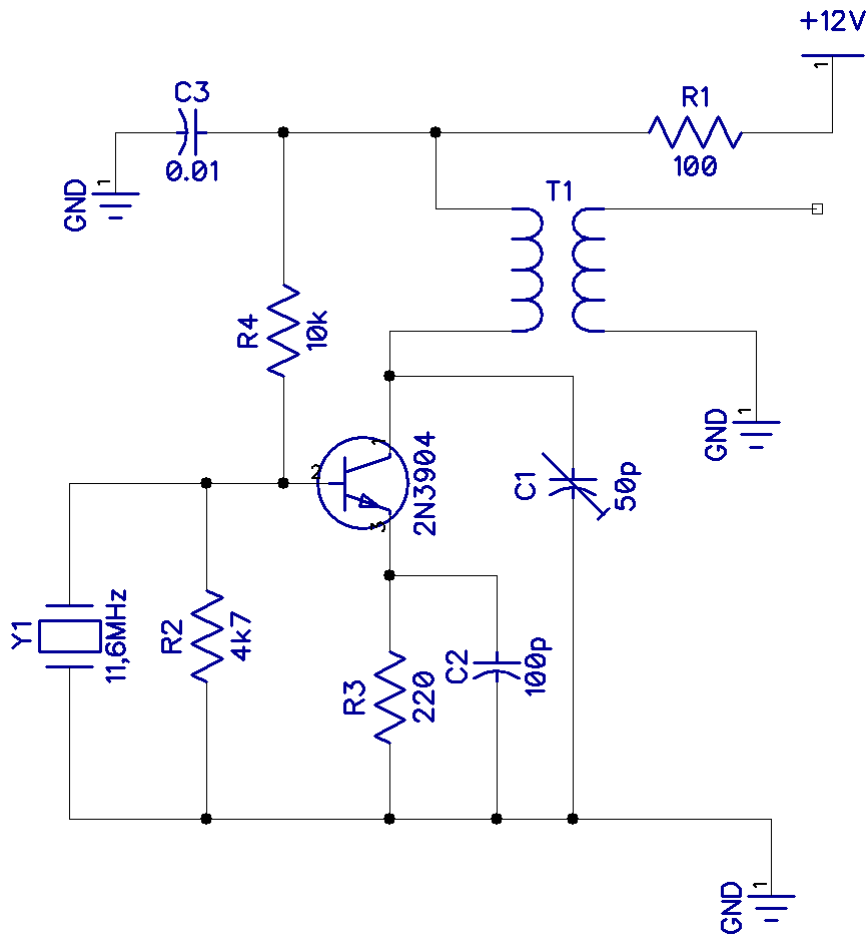 +12V
1
C3
0.01
R1
100
GND
1
T1
R4
10k
GND
1
2
1
3
2N3904
C1
50p
Y1
11,6MHz
R2
4k7
R3
220
C2
100p
GND
1